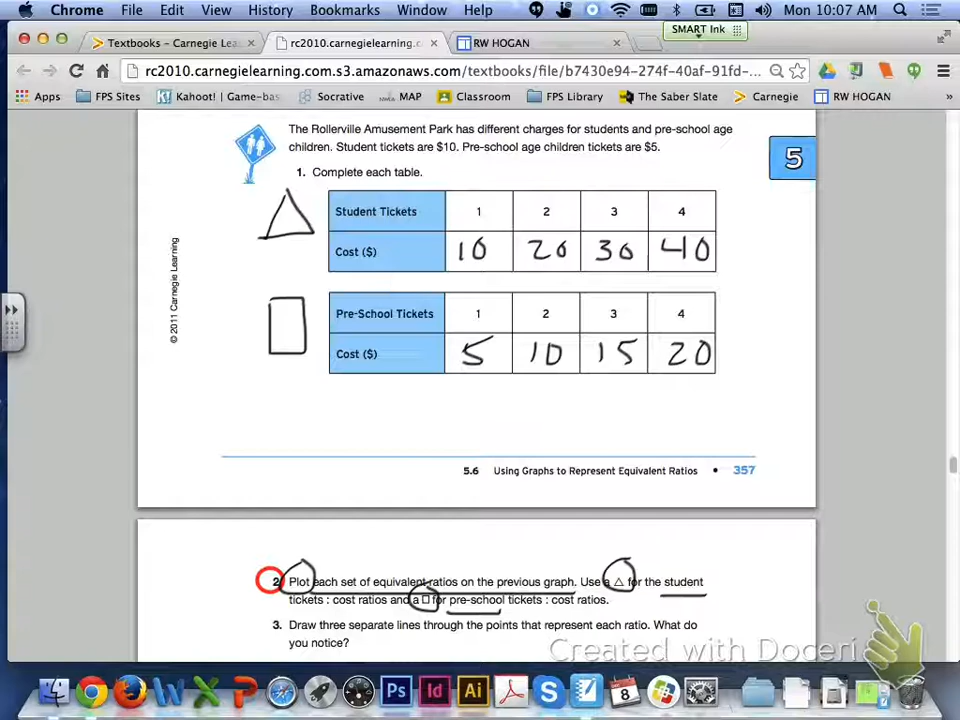 Chrome File Edit View History Bookmarks Window Help Mon 10:07 AM
SMART Ink
Textbooks – Carnegie Le rc2010.carnegielearning.c RW HOGAN
rc2010.carnegielearning.com.s3.amazonaws.com/textbooks/file/b7430e94-274f-40af-91fd-...
Apps FPS Sites Kahoot! | Game-ba Socrative MAP Classroom FPS Library The Saber Slate Carnegie RW HOGAN »
The Rollerville Amusement Park has different charges for students and pre-school age
children. Student tickets are $10. Pre-school age children tickets are $5.
5
1. Complete each table.
Student Tickets 1 2 3 4
Cost ($) 10 20 30 40
Pre-School Tickets 1 2 3 4
Cost ($) 5 10 15 20
© 2011 Carnegie Learning
5.6 Using Graphs to Represent Equivalent Ratios • 357
2. Plot each set of equivalent ratios on the previous graph. Use a △ for the student
tickets : cost ratios and a □ for pre-school tickets : cost ratios.
3. Draw three separate lines through the points that represent each ratio. What do
you notice?
Created with Doceri